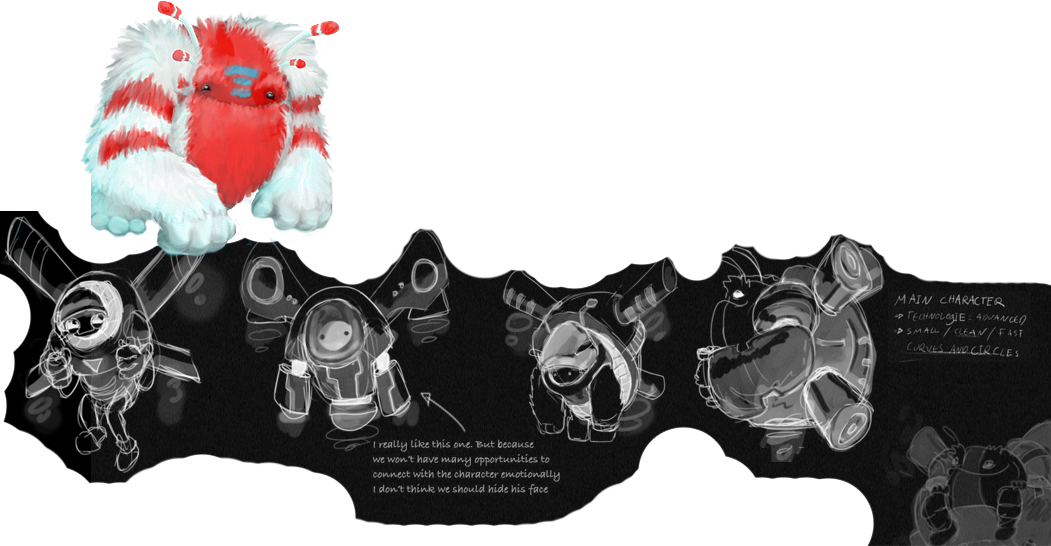 MAIN CHARACTER
→ TECHNOLOGIE: ADVANCED
→ SMALL / CLEAN / FAST
CURVES AND CIRCLES
I really like this one. But because
we won't have many opportunities to
connect with the character emotionally
I don't think we should hide his face